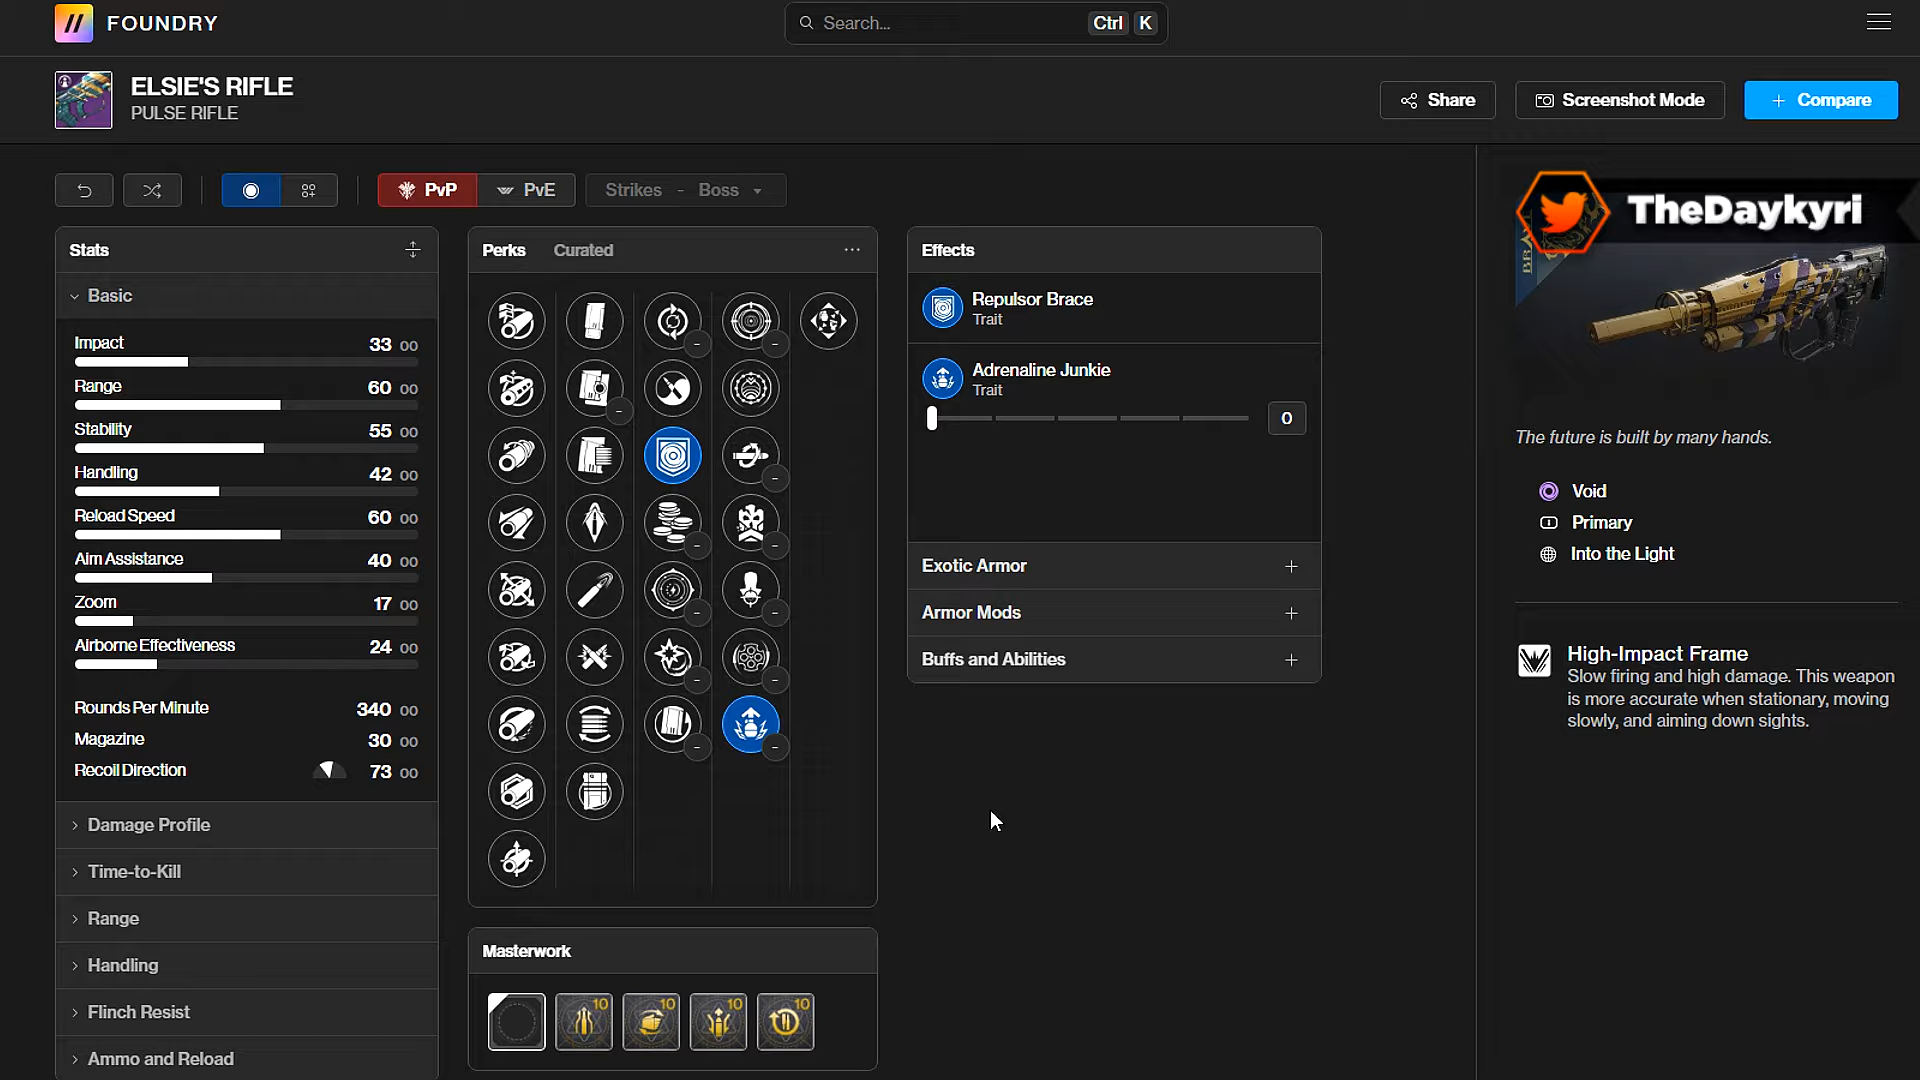 FOUNDRY
Search...
Ctrl K
ELSIE'S RIFLE
PULSE RIFLE
Share
Screenshot Mode
+ Compare
PvP
PvE
Strikes - Boss
TheDaykyri
Stats
Basic
Impact 33 00
Range 60 00
Stability 55 00
Handling 42 00
Reload Speed 60 00
Aim Assistance 40 00
Zoom 17 00
Airborne Effectiveness 24 00
Rounds Per Minute 340 00
Magazine 30 00
Recoil Direction 73 00
Damage Profile
Time-to-Kill
Range
Handling
Flinch Resist
Ammo and Reload
Perks Curated
Masterwork
10 10 10 10
Effects
Repulsor Brace
Trait
Adrenaline Junkie
Trait
0
Exotic Armor +
Armor Mods +
Buffs and Abilities +
The future is built by many hands.
Void
Primary
Into the Light
High-Impact Frame
Slow firing and high damage. This weapon
is more accurate when stationary, moving
slowly, and aiming down sights.